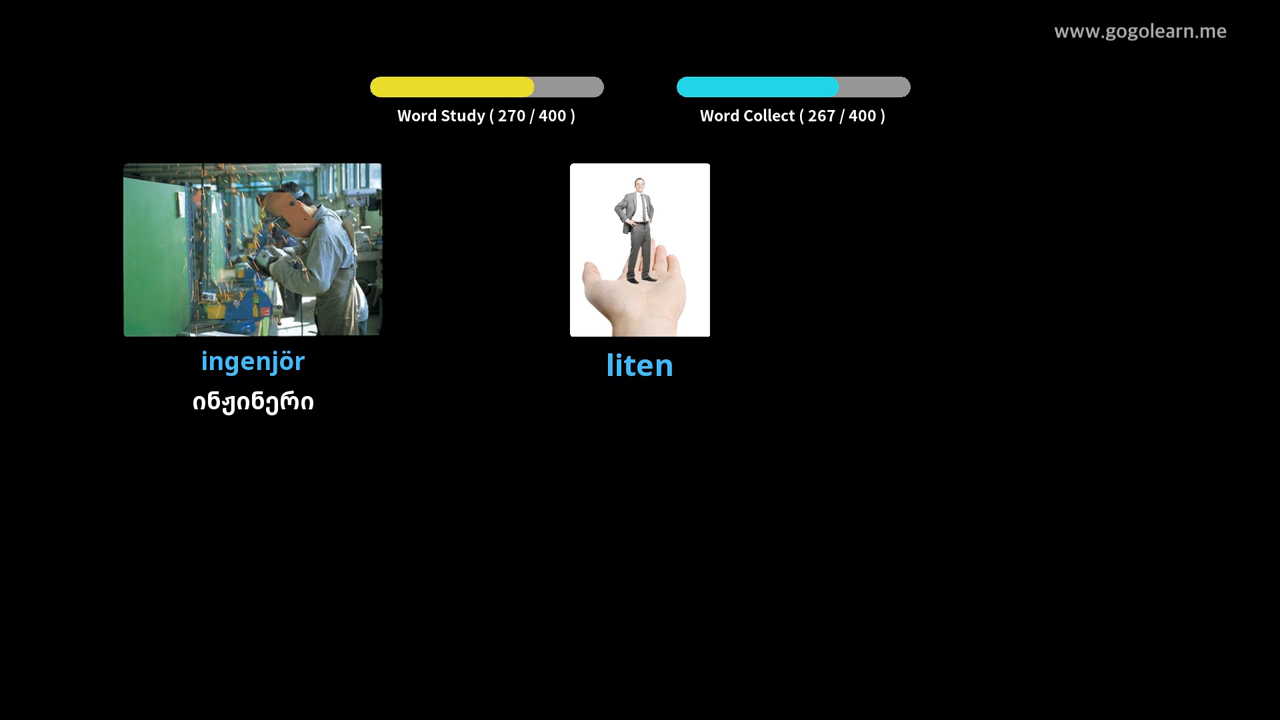 www.gogolearn.me
Word Study ( 270 / 400 )
Word Collect ( 267 / 400 )
ingenjör
ინჟინერი
liten